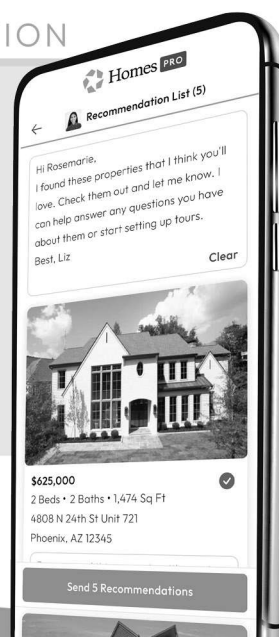 ION
Homes PRO
Recommendation List (5)
Hi Rosemarie,
I found these properties that I think you'll
love. Check them out and let me know. I
can help answer any questions you have
about them or start setting up tours.
Best, Liz
Clear
$625,000
2 Beds • 2 Baths • 1,474 Sq Ft
4808 N 24th St Unit 721
Phoenix, AZ 12345
Send 5 Recommendations